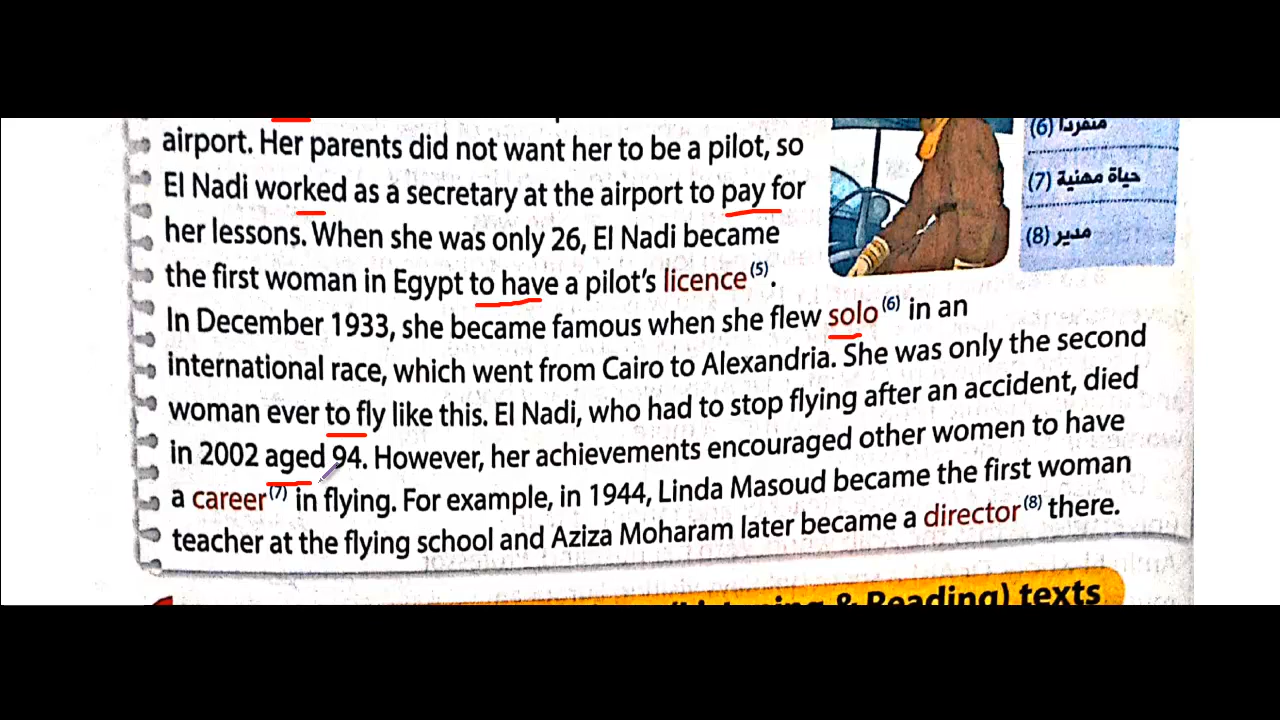 airport. Her parents did not want her to be a pilot, so
El Nadi worked as a secretary at the airport to pay for
her lessons. When she was only 26, El Nadi became
the first woman in Egypt to have a pilot's licence(5).
In December 1933, she became famous when she flew solo(6) in an
international race, which went from Cairo to Alexandria. She was only the second
woman ever to fly like this. El Nadi, who had to stop flying after an accident, died
in 2002 aged 94. However, her achievements encouraged other women to have
a career(7) in flying. For example, in 1944, Linda Masoud became the first woman
teacher at the flying school and Aziza Moharam later became a director(8) there.
(6) منفردا
(7) حياة مهنية
(8) مدير
& Reading) texts